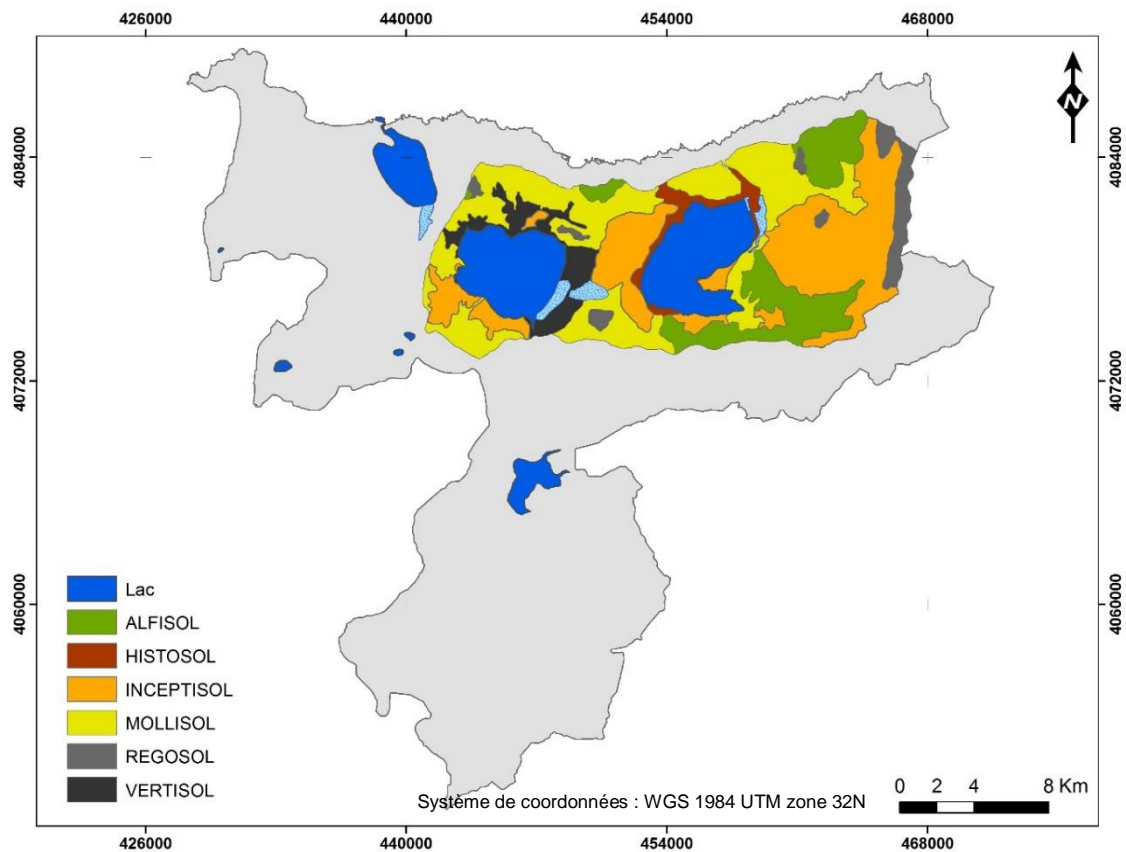 426000 440000 454000 468000
N
4084000 4084000
4072000 4072000
4060000 4060000
Lac
ALFISOL
HISTOSOL
INCEPTISOL
MOLLISOL
REGOSOL
VERTISOL
Système de coordonnées : WGS 1984 UTM zone 32N
0 2 4 8 Km
426000 440000 454000 468000